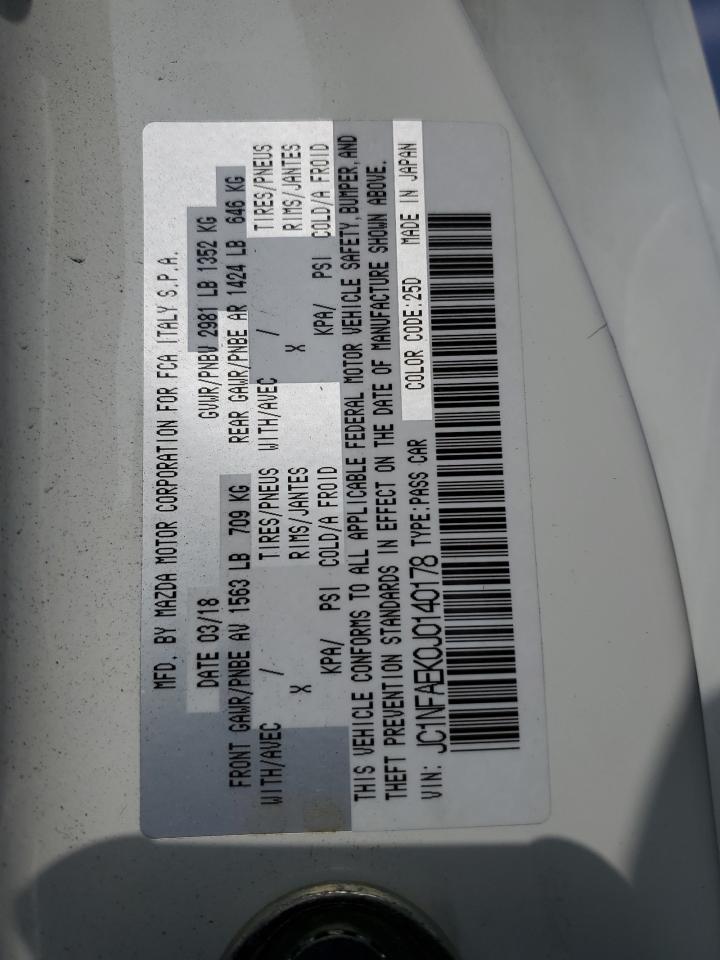 MFD. BY MAZDA MOTOR CORPORATION FOR FCA ITALY S.P.A.
DATE 03/18 GVWR/PNBV 2981 LB 1352 KG
FRONT GAWR/PNBE AV 1563 LB 709 KG REAR GAWR/PNBE AR 1424 LB 646 KG
WITH/AVEC / TIRES/PNEUS WITH/AVEC / TIRES/PNEUS
X RIMS/JANTES X RIMS/JANTES
KPA/ PSI COLD/A FROID KPA/ PSI COLD/A FROID
THIS VEHICLE CONFORMS TO ALL APPLICABLE FEDERAL MOTOR VEHICLE SAFETY, BUMPER, AND
THEFT PREVENTION STANDARDS IN EFFECT ON THE DATE OF MANUFACTURE SHOWN ABOVE.
VIN: JC1NFAEK0J0140178 TYPE:PASS CAR COLOR CODE:25D MADE IN JAPAN